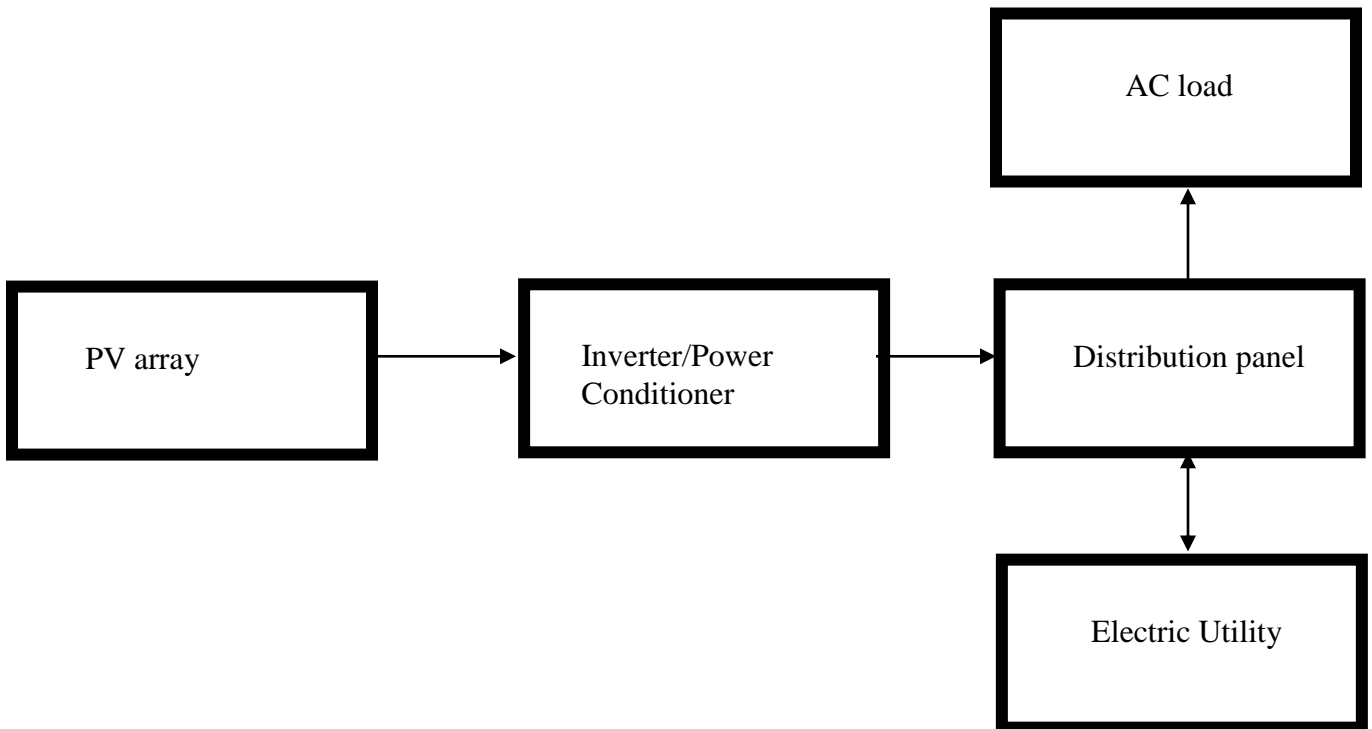 AC load
PV array
Inverter/Power
Conditioner
Distribution panel
Electric Utility